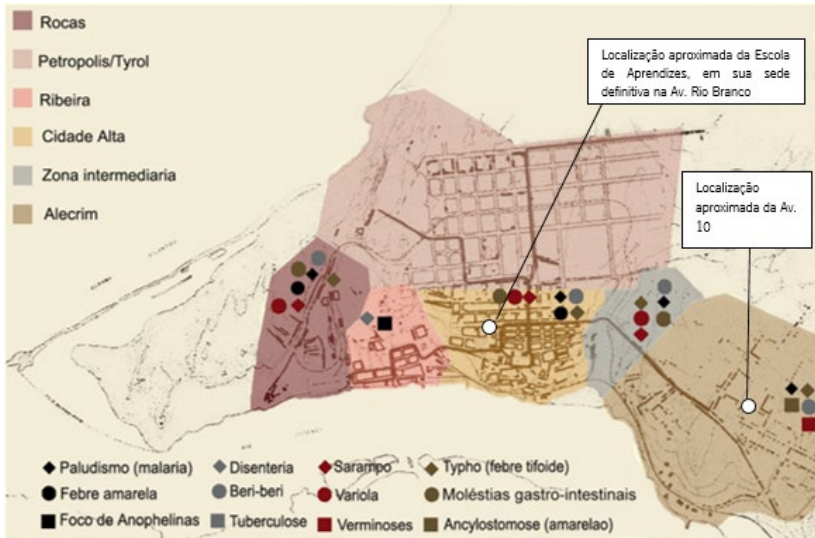 Rocas
Petropolis/Tyrol
Ribeira
Cidade Alta
Zona intermediaria
Alecrim
Localização aproximada da Escola
de Aprendizes, em sua sede
definitiva na Av. Rio Branco
Localização
aproximada da Av.
10
Paludismo (malaria)
Disenteria
Sarampo
Typho (febre tifoide)
Febre amarela
Beri-beri
Variola
Moléstias gastro-intestinais
Foco de Anophelinas
Tuberculose
Verminoses
Ancylostomose (amarelao)